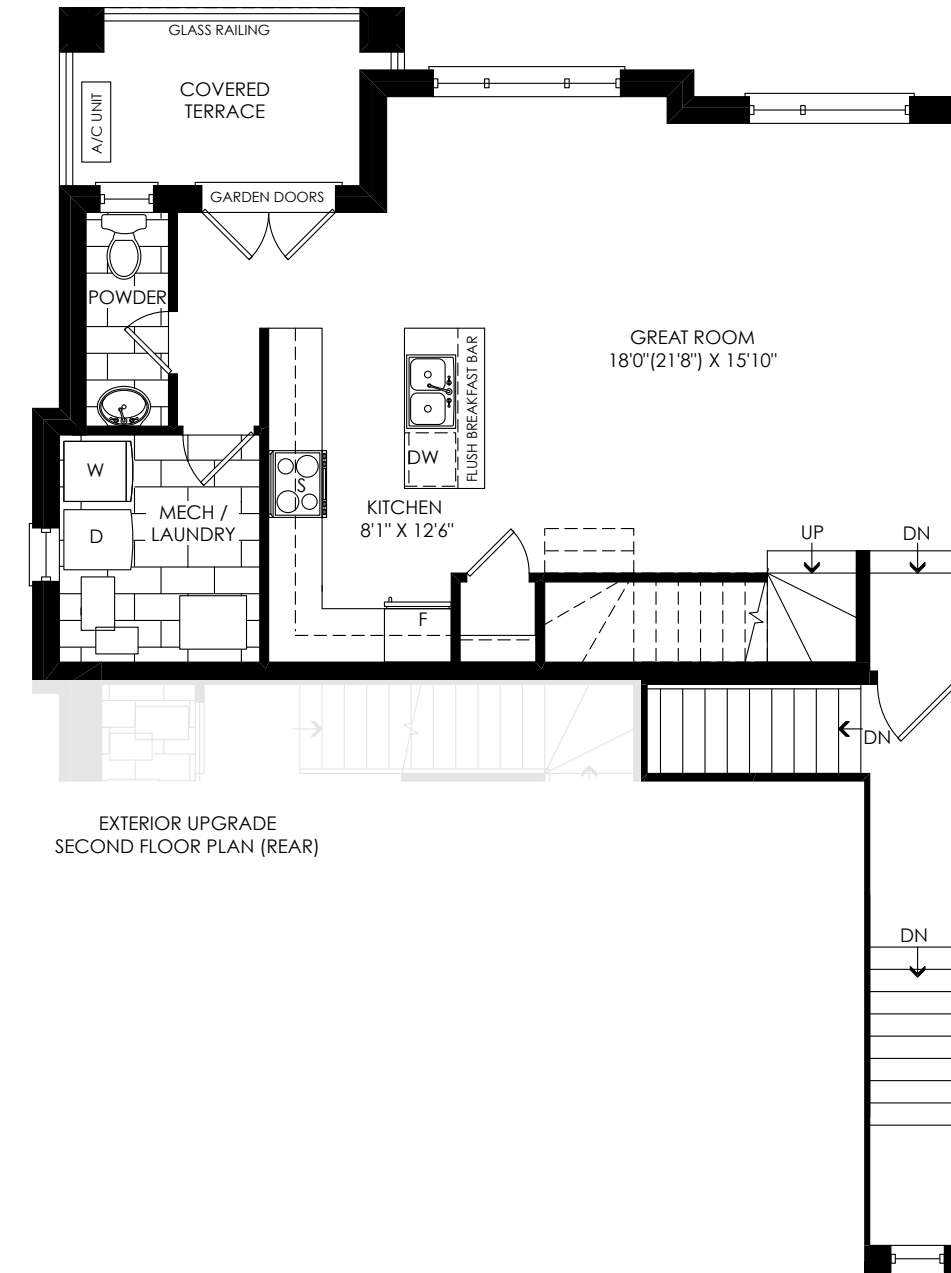 GLASS RAILING
COVERED
TERRACE
A/C UNIT
GARDEN DOORS
POWDER
GREAT ROOM
18'0"(21'8") X 15'10"
FLUSH BREAKFAST BAR
DW
W
S
MECH /
LAUNDRY
D
KITCHEN
8'1" X 12'6"
UP
DN
F
DN
EXTERIOR UPGRADE
SECOND FLOOR PLAN (REAR)
DN